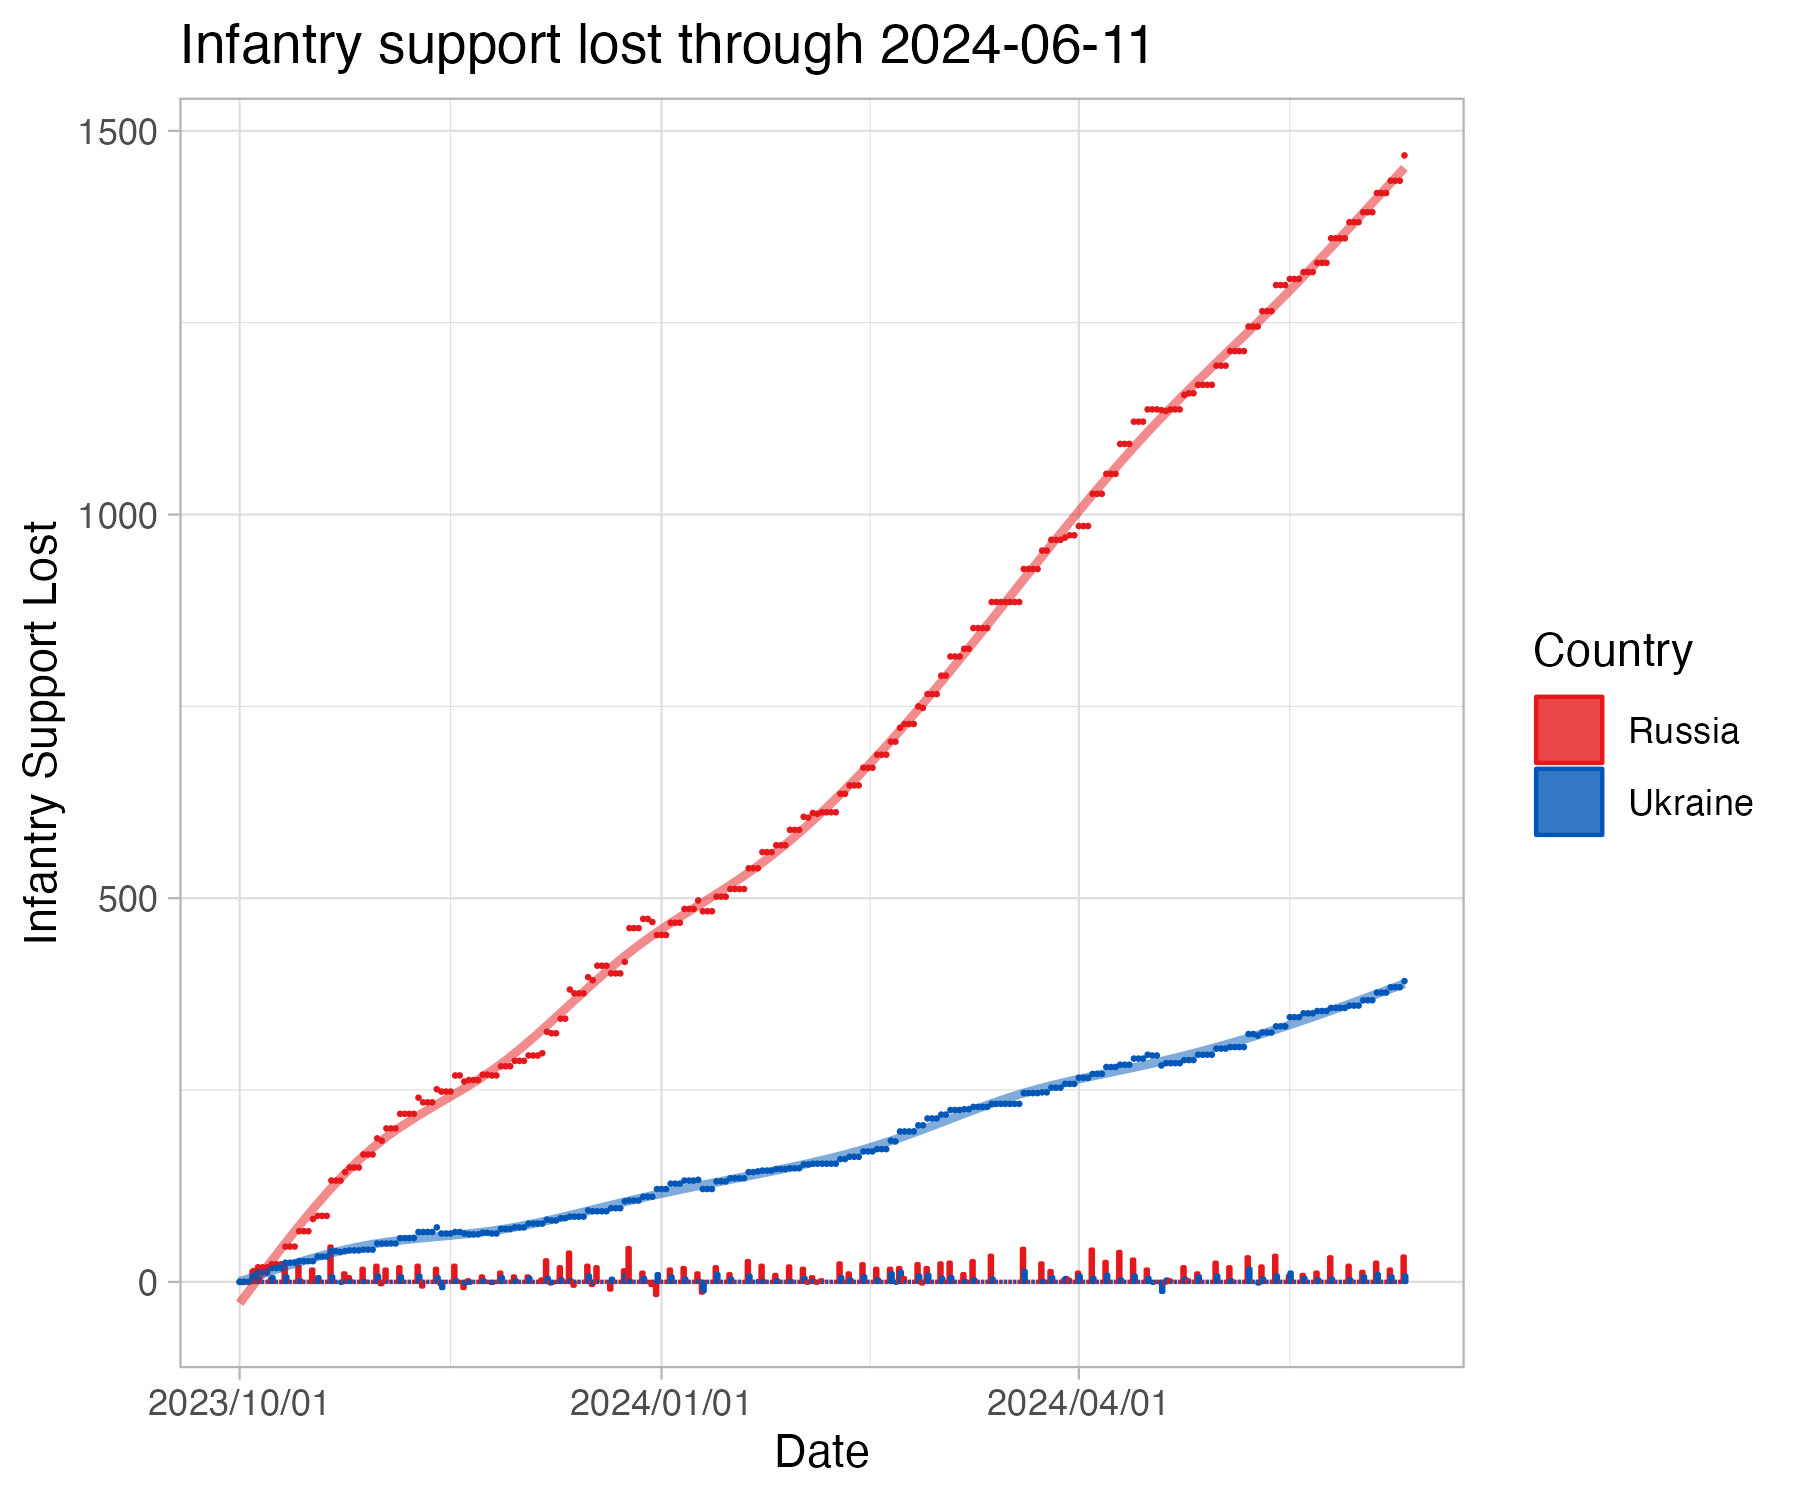 Infantry support lost through 2024-06-11
Infantry Support Lost
1500
1000
500
0
2023/10/01
2024/01/01
2024/04/01
Date
Country
Russia
Ukraine